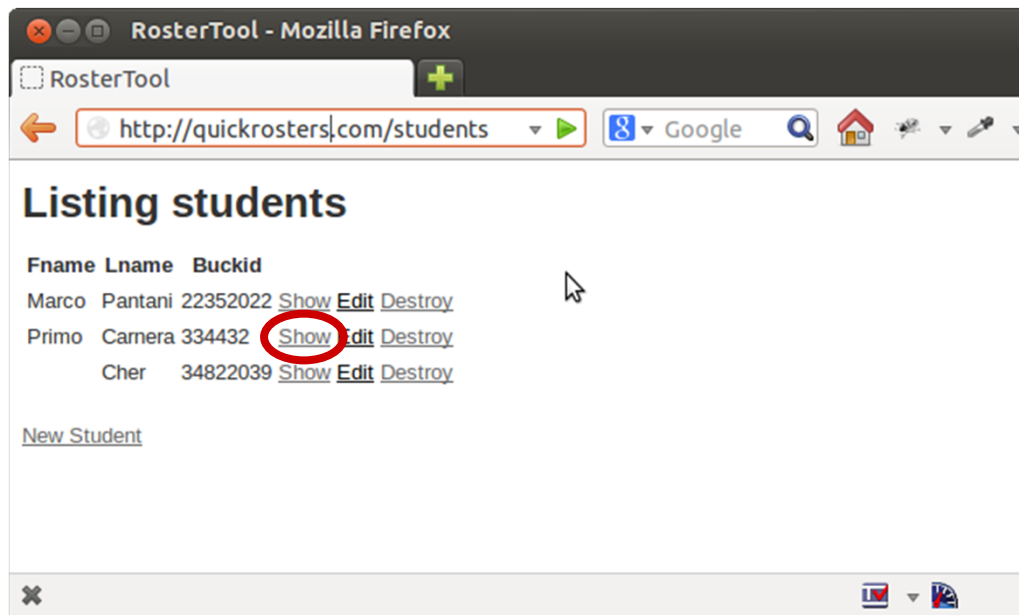 RosterTool - Mozilla Firefox
RosterTool
http://quickrosters.com/students 8 Google
Listing students
Fname Lname Buckid
Marco Pantani 22352022 Show Edit Destroy
Primo Carnera 334432 Show Edit Destroy
Cher 34822039 Show Edit Destroy
New Student